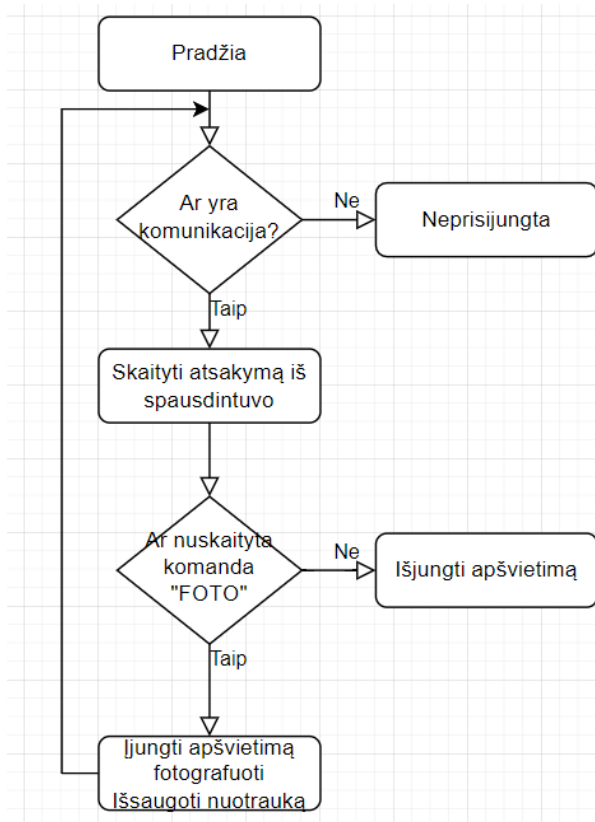 Pradžia
Ar yra
komunikacija?
Ne
Neprisijungta
Taip
Skaityti atsakymą iš
spausdintuvo
Ar nuskaityta
komanda
"FOTO"
Ne
Išjungti apšvietimą
Taip
Įjungti apšvietimą
fotografuoti
Išsaugoti nuotrauką